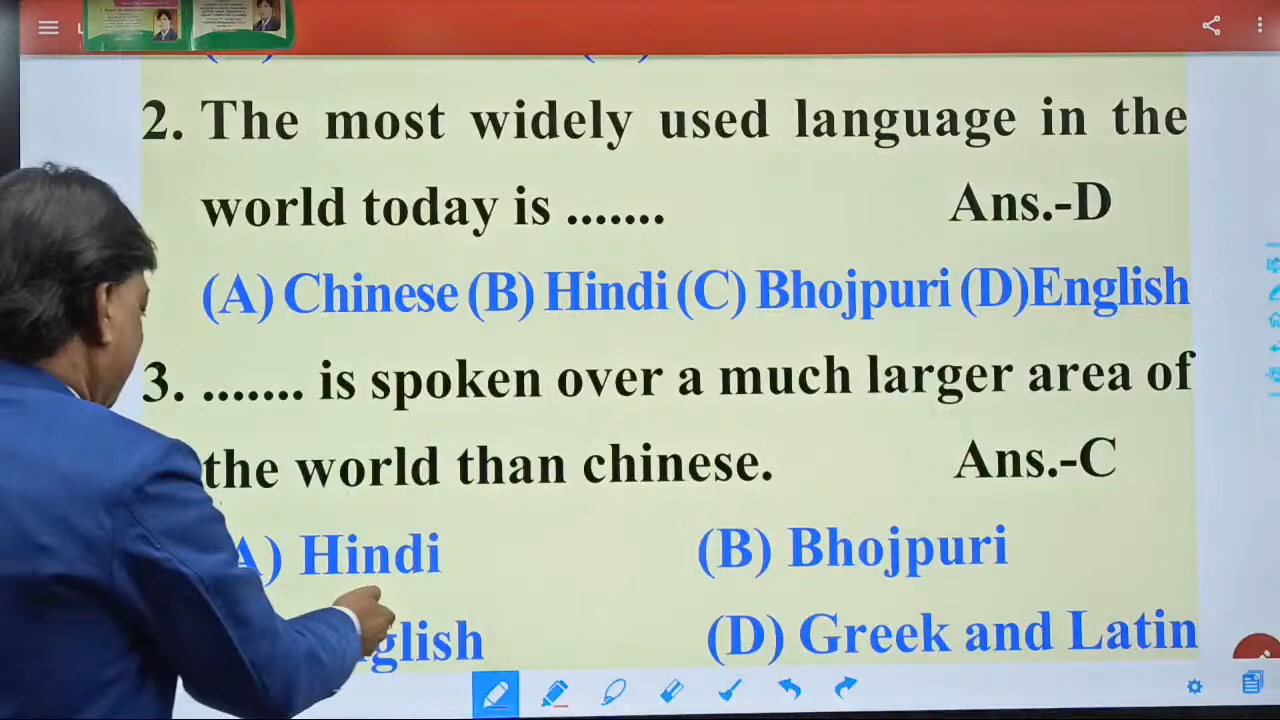 2. The most widely used language in the
world today is ....... Ans.-D
(A) Chinese (B) Hindi (C) Bhojpuri (D)English
3. ....... is spoken over a much larger area of
the world than chinese. Ans.-C
A) Hindi (B) Bhojpuri
glish (D) Greek and Latin